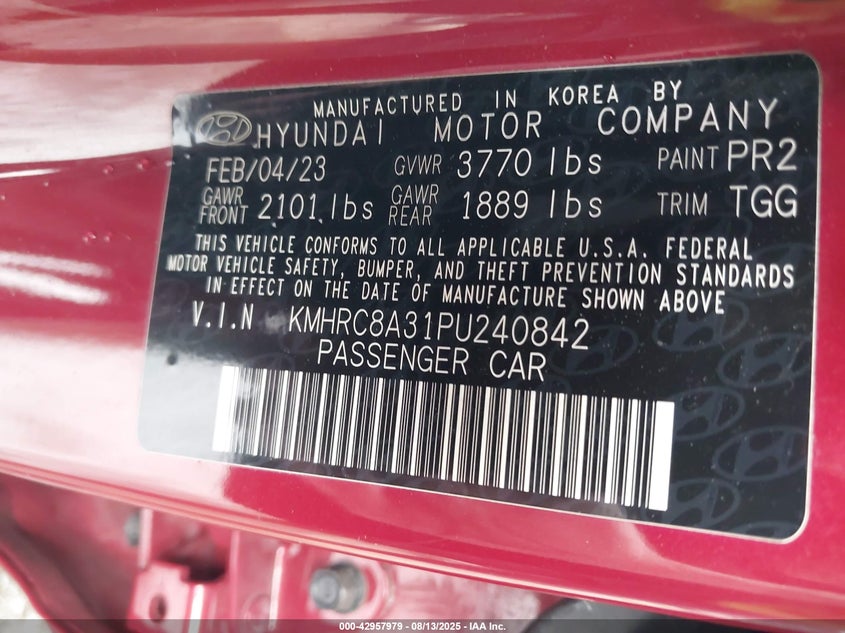 MANUFACTURED IN KOREA BY
HYUNDAI MOTOR COMPANY
FEB/04/23 GVWR 3770 lbs PAINT PR2
GAWR FRONT 2101 lbs GAWR REAR 1889 lbs TRIM TGG
THIS VEHICLE CONFORMS TO ALL APPLICABLE U.S.A. FEDERAL
MOTOR VEHICLE SAFETY, BUMPER, AND THEFT PREVENTION STANDARDS
IN EFFECT ON THE DATE OF MANUFACTURE SHOWN ABOVE
V.I.N KMHRC8A31PU240842
PASSENGER CAR
000-42957979 - 08/13/2025 - IAA Inc.